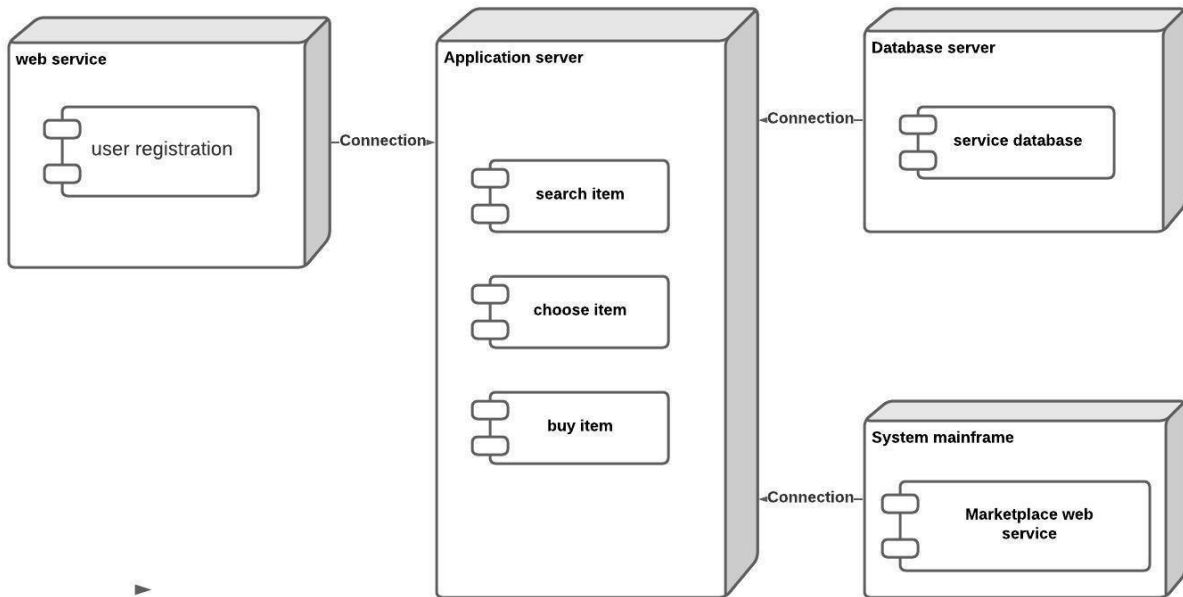 web service
user registration
Connection
Application server
search item
choose item
buy item
Connection
Database server
service database
Connection
System mainframe
Marketplace web
service